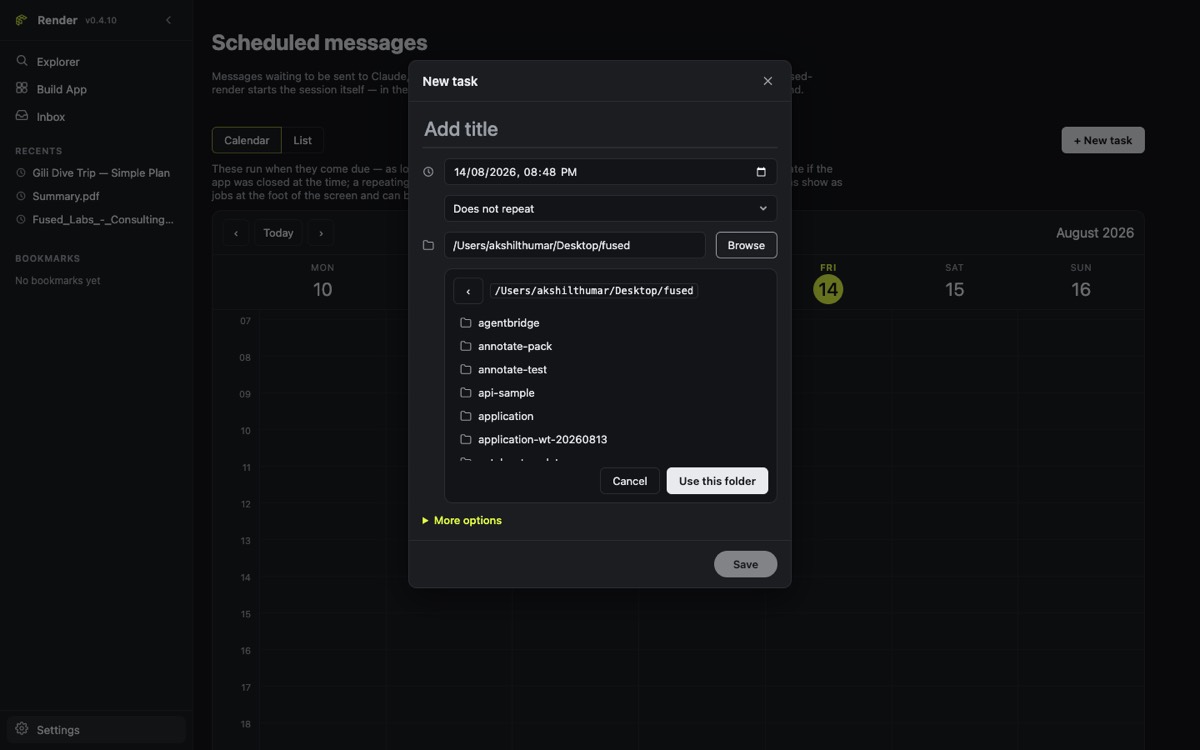 Render v0.4.10
Explorer
Build App
Inbox
RECENTS
Gili Dive Trip — Simple Plan
Summary.pdf
Fused_Labs_-_Consulting...
BOOKMARKS
No bookmarks yet
Settings
Scheduled messages
Messages waiting to be sent to Claude,
render starts the session itself — in the
Calendar
List
+ New task
These run when they come due — as
app was closed at the time; a repeating
jobs at the foot of the screen and can
ate if the
s show as
‹
Today
›
August 2026
MON
10
FRI
14
SAT
15
SUN
16
07
08
09
10
11
12
13
14
15
16
17
18
New task
Add title
14/08/2026, 08:48 PM
Does not repeat
/Users/akshilthumar/Desktop/fused
Browse
‹
/Users/akshilthumar/Desktop/fused
agentbridge
annotate-pack
annotate-test
api-sample
application
application-wt-20260813
Cancel
Use this folder
More options
Save